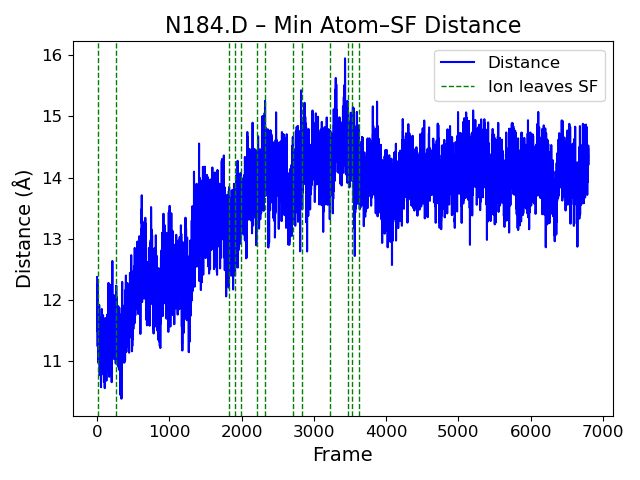 N184.D – Min Atom–SF Distance
Distance (Å)
16
15
14
13
12
11
Distance
Ion leaves SF
0 1000 2000 3000 4000 5000 6000 7000
Frame